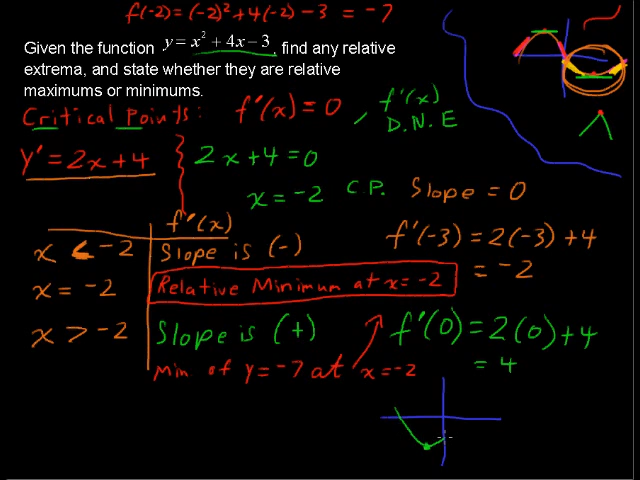 f(-2) = (-2)² + 4(-2) - 3 = -7
Given the function y = x² + 4x - 3, find any relative
extrema, and state whether they are relative
maximums or minimums.
Critical Points: f'(x) = 0, f'(x) D.N.E
y' = 2x + 4
2x + 4 = 0
x = -2 C.P. Slope = 0
f'(x)
x < -2 Slope is (-)
x = -2 Relative Minimum at x = -2
x > -2 Slope is (+)
Min of y = -7 at x = -2
f'(-3) = 2(-3) + 4
= -2
f'(0) = 2(0) + 4
= 4